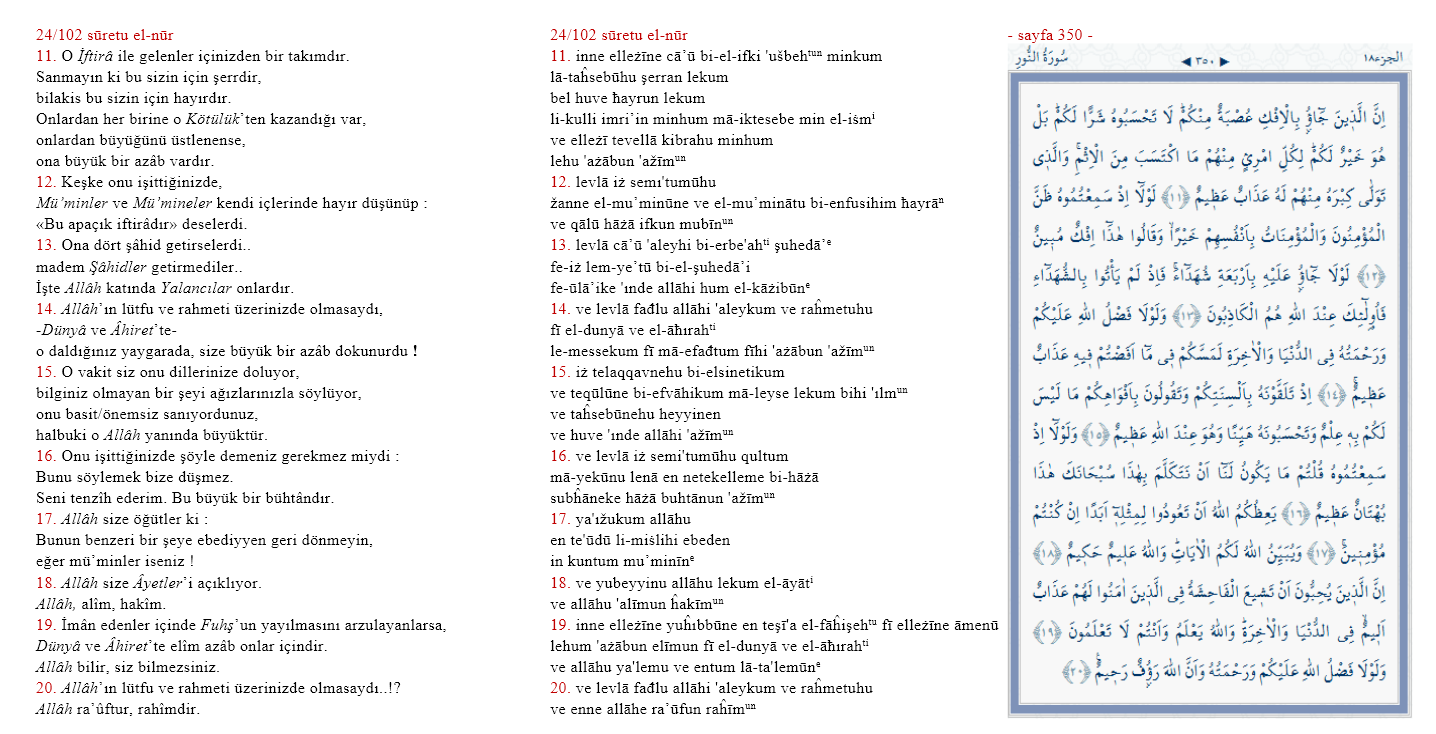 24/102 sūretu el-nūr
11. O İftirâ ile gelenler içinizden bir takımdır.
Sanmayın ki bu sizin için şerrdir,
bilakis bu sizin için hayırdır.
Onlardan her birine o Kötülük’ten kazandığı var,
onlardan büyüğünü üstlenense,
ona büyük bir azâb vardır.
12. Keşke onu işittiğinizde,
Mü’minler ve Mü’mineler kendi içlerinde hayır düşünüp :
«Bu apaçık iftirâdır» deselerdi.
13. Ona dört şâhid getirselerdi..
madem Şâhidler getirmediler..
İşte Allâh katında Yalancılar onlardır.
14. Allâh’ın lütfu ve rahmeti üzerinizde olmasaydı,
-Dünyâ ve Âhiret’te-
o daldığınız yaygarada, size büyük bir azâb dokunurdu !
15. O vakit siz onu dillerinize doluyor,
bilginiz olmayan bir şeyi ağızlarınızla söylüyor,
onu basit/önemsiz sanıyordunuz,
halbuki o Allâh yanında büyüktür.
16. Onu işittiğinizde şöyle demeniz gerekmez miydi :
Bunu söylemek bize düşmez.
Seni tenzîh ederim. Bu büyük bir bühtândır.
17. Allâh size öğütler ki :
Bunun benzeri bir şeye ebediyyen geri dönmeyin,
eğer mü’minler iseniz !
18. Allâh size Âyetler’i açıklıyor.
Allâh, alîm, hakîm.
19. İmân edenler içinde Fuhş’un yayılmasını arzulayanlarsa,
Dünyâ ve Âhiret’te elîm azâb onlar içindir.
Allâh bilir, siz bilmezsiniz.
20. Allâh’ın lütfu ve rahmeti üzerinizde olmasaydı..!?
Allâh ra’ûftur, rahîmdir.
24/102 sūretu el-nūr
11. inne elleżīne cā’ū bi-el-ifki 'ušbehtun minkum
lā-taĥsebūhu şerran lekum
bel huve ħayrun lekum
li-kulli imri’in minhum mā-iktesebe min el-iśmi
ve elleżī tevellā kibrahu minhum
lehu 'ażābun 'ažīmun
12. levlā iż semi'tumūhu
žanne el-mu’minūne ve el-mu’minātu bi-enfusihim ħayrān
ve qālū hāżā ifkun mubīnun
13. levlā cā’ū 'aleyhi bi-erbe'ahti şuhedā’e
fe-iż lem-ye’tū bi-el-şuhedā’i
fe-ūlā’ike 'ınde allāhi hum el-kāżibūne
14. ve levlā fađlu allāhi 'aleykum ve raĥmetuhu
fī el-dunyā ve el-āħırahti
le-messekum fī mā-efađtum fīhi 'ażābun 'ažīmun
15. iż telaqqavnehu bi-elsinetikum
ve teqūlūne bi-efvāhikum mā-leyse lekum bihi 'ılmun
ve taĥsebūnehu heyyinen
ve huve 'ınde allāhi 'ažīmun
16. ve levlā iż semi'tumūhu qultum
mā-yekūnu lenā en netekelleme bi-hāżā
subĥāneke hāżā buhtānun 'ažīmun
17. ya'ıžukum allāhu
en te'ūdū li-miślihi ebeden
in kuntum mu’minīne
18. ve yubeyyinu allāhu lekum el-āyāti
ve allāhu 'alīmun ĥakīmun
19. inne elleżīne yuĥıbbūne en teşī'a el-fāĥişehtu fī elleżīne āmenū
lehum 'ażābun elīmun fī el-dunyā ve el-āħırahti
ve allāhu ya'lemu ve entum lā-ta'lemūne
20. ve levlā fađlu allāhi 'aleykum ve raĥmetuhu
ve enne allāhe ra’ūfun raĥīmun
- sayfa 350 -
الجزء ١٨ ◀ ٣٥٠ ▶ سُورَةُ النُّورِ
اِنَّ الَّذ۪ينَ جَٓاؤُ۫ بِالْاِفْكِ عُصْبَةٌ مِنْكُمْۜ لَا تَحْسَبُوهُ شَرًّا لَكُمْۜ بَلْ
هُوَ خَيْرٌ لَكُمْۜ لِكُلِّ امْرِئٍ مِنْهُمْ مَا اكْتَسَبَ مِنَ الْاِثْمِۚ وَالَّذ۪ى
تَوَلّٰى كِبْرَهُ مِنْهُمْ لَهُ عَذَابٌ عَظ۪يمٌ ﴿١١﴾ لَوْلَٓا اِذْ سَمِعْتُمُوهُ ظَنَّ
الْمُؤْمِنُونَ وَالْمُؤْمِنَاتُ بِاَنْفُسِهِمْ خَيْرًاۙ وَقَالُوا هٰذَٓا اِفْكٌ مُب۪ينٌ
﴿١٢﴾ لَوْلَا جَٓاؤُ۫ عَلَيْهِ بِاَرْبَعَةِ شُهَدَٓاءَۚ فَاِذْ لَمْ يَأْتُوا بِالشُّهَدَٓاءِ
فَاُو۬لٰٓئِكَ عِنْدَ اللّٰهِ هُمُ الْكَاذِبُونَ ﴿١٣﴾ وَلَوْلَا فَضْلُ اللّٰهِ عَلَيْكُمْ
وَرَحْمَتُهُ فِى الدُّنْيَا وَالْاٰخِرَةِ لَمَسَّكُمْ ف۪ى مَٓا اَفَضْتُمْ ف۪يهِ عَذَابٌ
عَظ۪يمٌۚ ﴿١٤﴾ اِذْ تَلَقَّوْنَهُ بِاَلْسِنَتِكُمْ وَتَقُولُونَ بِاَفْوَاهِكُمْ مَا لَيْسَ
لَكُمْ بِه۪ عِلْمٌ وَتَحْسَبُونَهُ هَيِّنًا وَهُوَ عِنْدَ اللّٰهِ عَظ۪يمٌ ﴿١٥﴾ وَلَوْلَٓا اِذْ
سَمِعْتُمُوهُ قُلْتُمْ مَا يَكُونُ لَنَٓا اَنْ نَتَكَلَّمَ بِهٰذَا سُبْحَانَكَ هٰذَا
بُهْتَانٌ عَظ۪يمٌ ﴿١٦﴾ يَعِظُكُمُ اللّٰهُ اَنْ تَعُودُوا لِمِثْلِه۪ٓ اَبَدًا اِنْ كُنْتُمْ
مُؤْمِن۪ينَۚ ﴿١٧﴾ وَيُبَيِّنُ اللّٰهُ لَكُمُ الْاٰيَاتِۜ وَاللّٰهُ عَل۪يمٌ حَك۪يمٌ ﴿١٨﴾
اِنَّ الَّذ۪ينَ يُحِبُّونَ اَنْ تَش۪يعَ الْفَاحِشَةُ فِى الَّذ۪ينَ اٰمَنُوا لَهُمْ عَذَابٌ
اَل۪يمٌۙ فِى الدُّنْيَا وَالْاٰخِرَةِۜ وَاللّٰهُ يَعْلَمُ وَاَنْتُمْ لَا تَعْلَمُونَ ﴿١٩﴾
وَلَوْلَا فَضْلُ اللّٰهِ عَلَيْكُمْ وَرَحْمَتُهُ وَاَنَّ اللّٰهَ رَؤُ۫فٌ رَح۪يمٌ۟ ﴿٢٠﴾